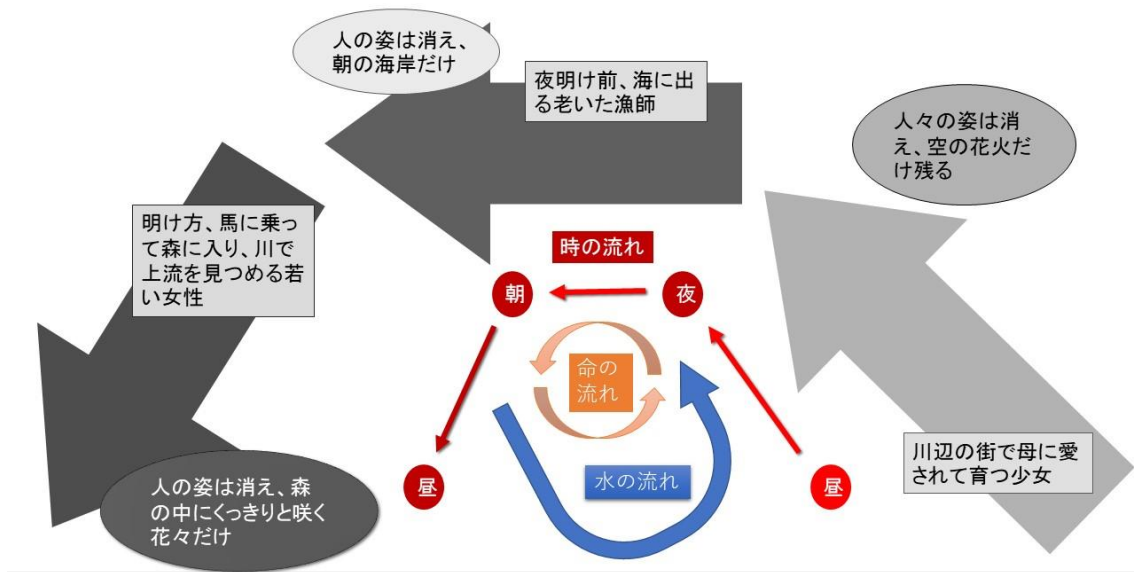 人の姿は消え、
朝の海岸だけ
夜明け前、海に出
る老いた漁師
人々の姿は消
え、空の花火だ
け残る
明け方、馬に乗っ
て森に入り、川で
上流を見つめる若
い女性
時の流れ
朝
夜
命の
流れ
水の流れ
昼
昼
川辺の街で母に愛
されて育つ少女
人の姿は消え、森
の中にくっきりと咲く
花々だけ